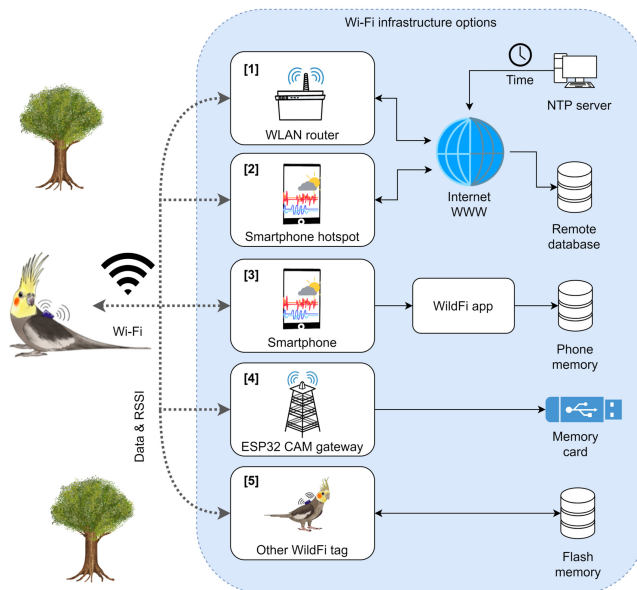 Wi-Fi infrastructure options
[1]
WLAN router
Time
NTP server
[2]
Smartphone hotspot
Internet
WWW
Remote
database
[3]
Smartphone
WildFi app
Phone
memory
Wi-Fi
Data & RSSI
[4]
ESP32 CAM gateway
Memory
card
[5]
Other WildFi tag
Flash
memory